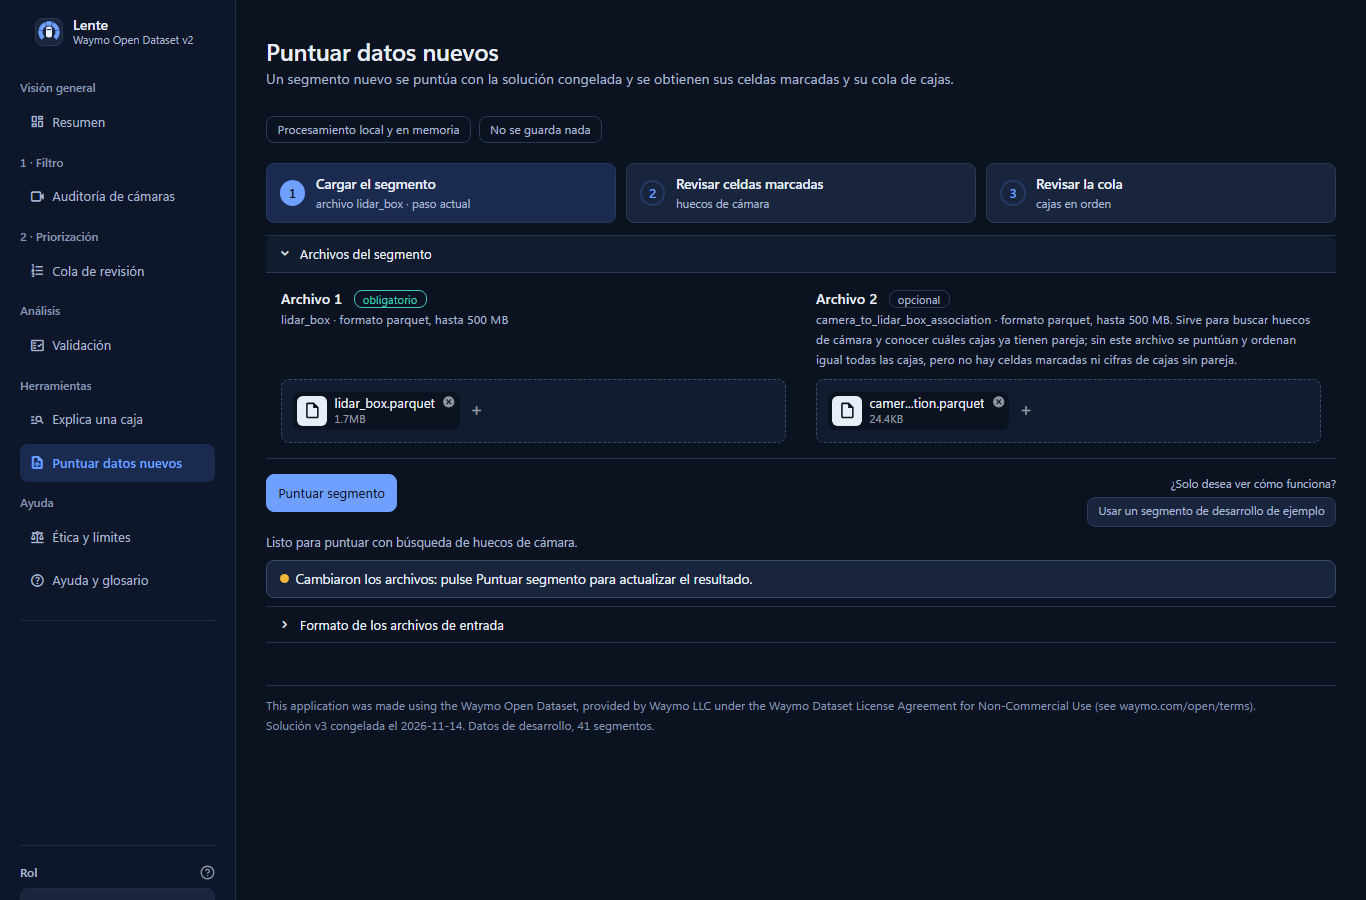 Lente
Waymo Open Dataset v2
Visión general
Resumen
1 · Filtro
Auditoría de cámaras
2 · Priorización
Cola de revisión
Análisis
Validación
Herramientas
Explica una caja
Puntuar datos nuevos
Ayuda
Ética y límites
Ayuda y glosario
Rol
Puntuar datos nuevos
Un segmento nuevo se puntúa con la solución congelada y se obtienen sus celdas marcadas y su cola de cajas.
Procesamiento local y en memoria
No se guarda nada
1
Cargar el segmento
archivo lidar_box · paso actual
2
Revisar celdas marcadas
huecos de cámara
3
Revisar la cola
cajas en orden
Archivos del segmento
Archivo 1 obligatorio
lidar_box · formato parquet, hasta 500 MB
lidar_box.parquet
1.7MB
Archivo 2 opcional
camera_to_lidar_box_association · formato parquet, hasta 500 MB. Sirve para buscar huecos
de cámara y conocer cuáles cajas ya tienen pareja; sin este archivo se puntúan y ordenan
igual todas las cajas, pero no hay celdas marcadas ni cifras de cajas sin pareja.
camer...tion.parquet
24.4KB
Puntuar segmento
¿Solo desea ver cómo funciona?
Usar un segmento de desarrollo de ejemplo
Listo para puntuar con búsqueda de huecos de cámara.
Cambiaron los archivos: pulse Puntuar segmento para actualizar el resultado.
Formato de los archivos de entrada
This application was made using the Waymo Open Dataset, provided by Waymo LLC under the Waymo Dataset License Agreement for Non-Commercial Use (see waymo.com/open/terms).
Solución v3 congelada el 2026-11-14. Datos de desarrollo, 41 segmentos.